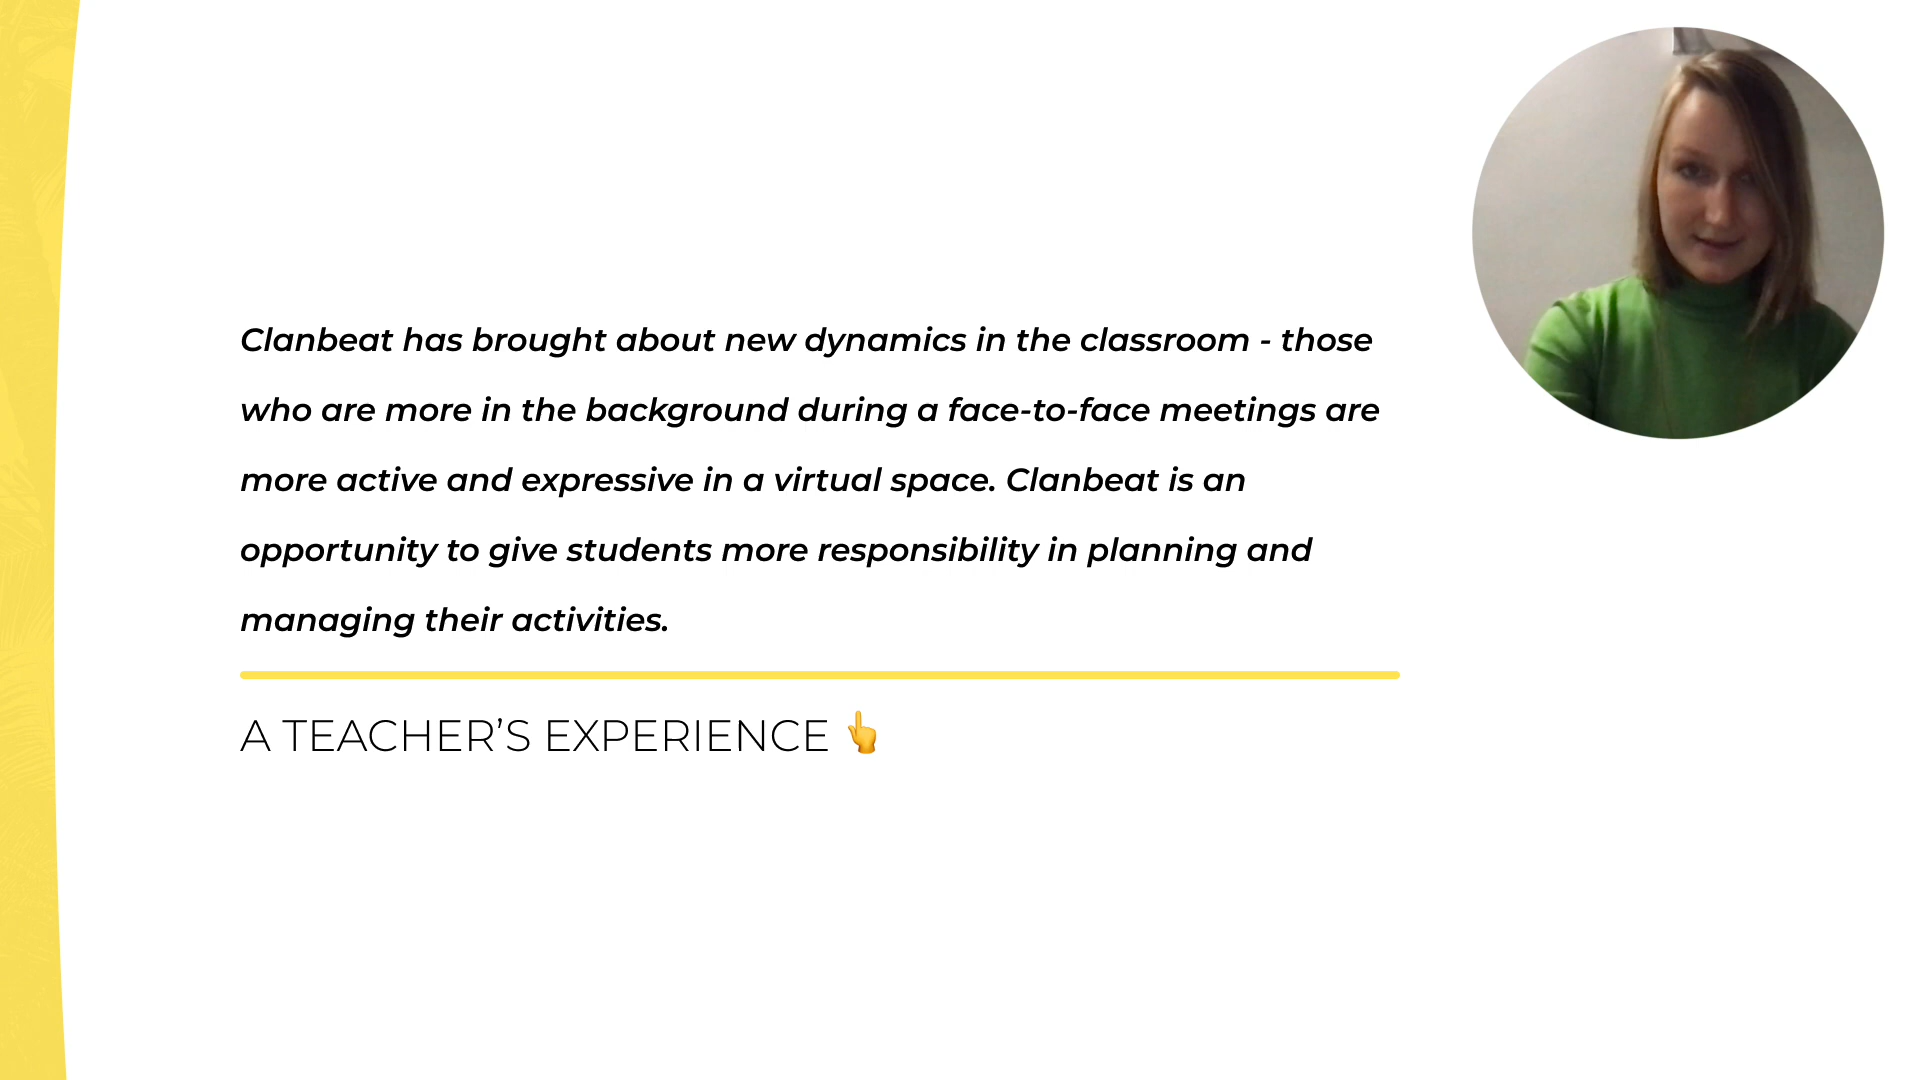 Clanbeat has brought about new dynamics in the classroom - those
who are more in the background during a face-to-face meetings are
more active and expressive in a virtual space. Clanbeat is an
opportunity to give students more responsibility in planning and
managing their activities.
A TEACHER’S EXPERIENCE 👆